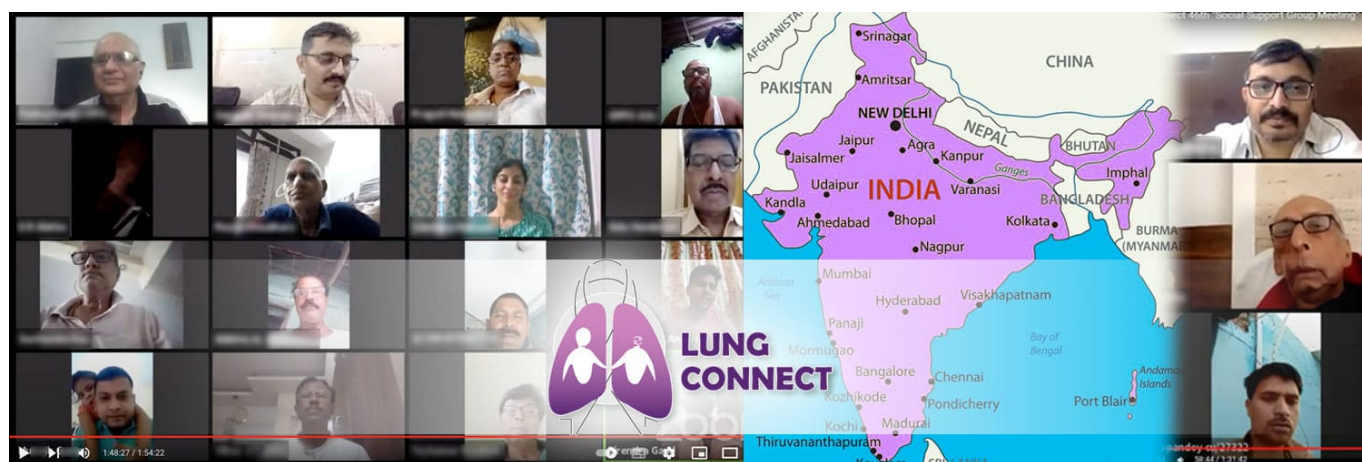 ect 46th "Social Support Group Meeting"
AFGHANISTAN
Srinagar
CHINA
Amritsar
PAKISTAN
NEW DELHI
NEPAL
BHUTAN
Jaipur
Agra
Kanpur
Jaisalmer
Ganges
Imphal
Udaipur
INDIA
Varanasi
BANGLADESH
Kandla
Ahmedabad
Bhopal
Kolkata
Nagpur
BURMA
(MYANMAR
Mumbai
Arabian
Sea
Hyderabad
Visakhapatnam
Panaji
Bay of
Bengal
Mormugao
LUNG
CONNECT
Bangalore
Chennai
Andaman
Islands
Kozhikode
Pondicherry
Port Blair
Kochi
Madurai
Thiruvananthapuram
1:48:27 / 1:54:22
58:44 / 1:31:42